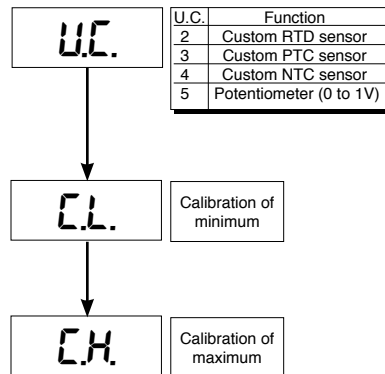 U.C.
U.C. Function
2 Custom RTD sensor
3 Custom PTC sensor
4 Custom NTC sensor
5 Potentiometer (0 to 1V)
C.L.
Calibration of
minimum
C.H.
Calibration of
maximum